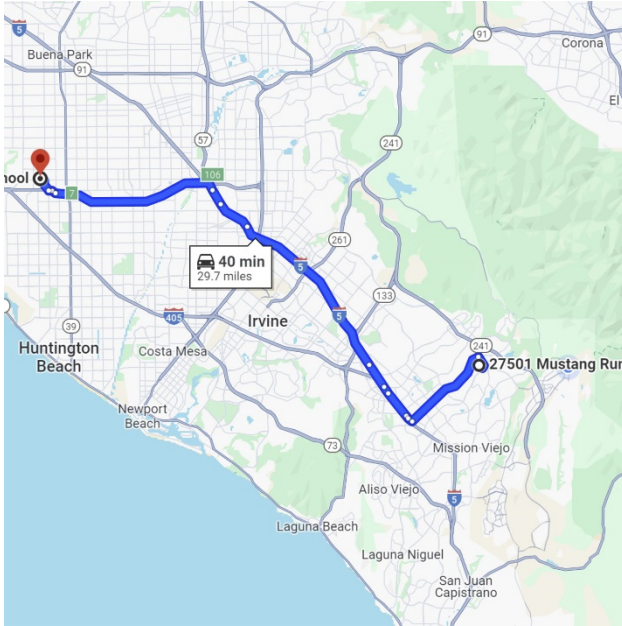 5
91
Buena Park
91
Corona
El
57
241
hool
7
106
40 min
29.7 miles
261
5
133
5
405
Irvine
39
Costa Mesa
Huntington
Beach
241
27501 Mustang Run
Newport
Beach
73
Mission Viejo
Aliso Viejo
5
Laguna Beach
Laguna Niguel
San Juan
Capistrano